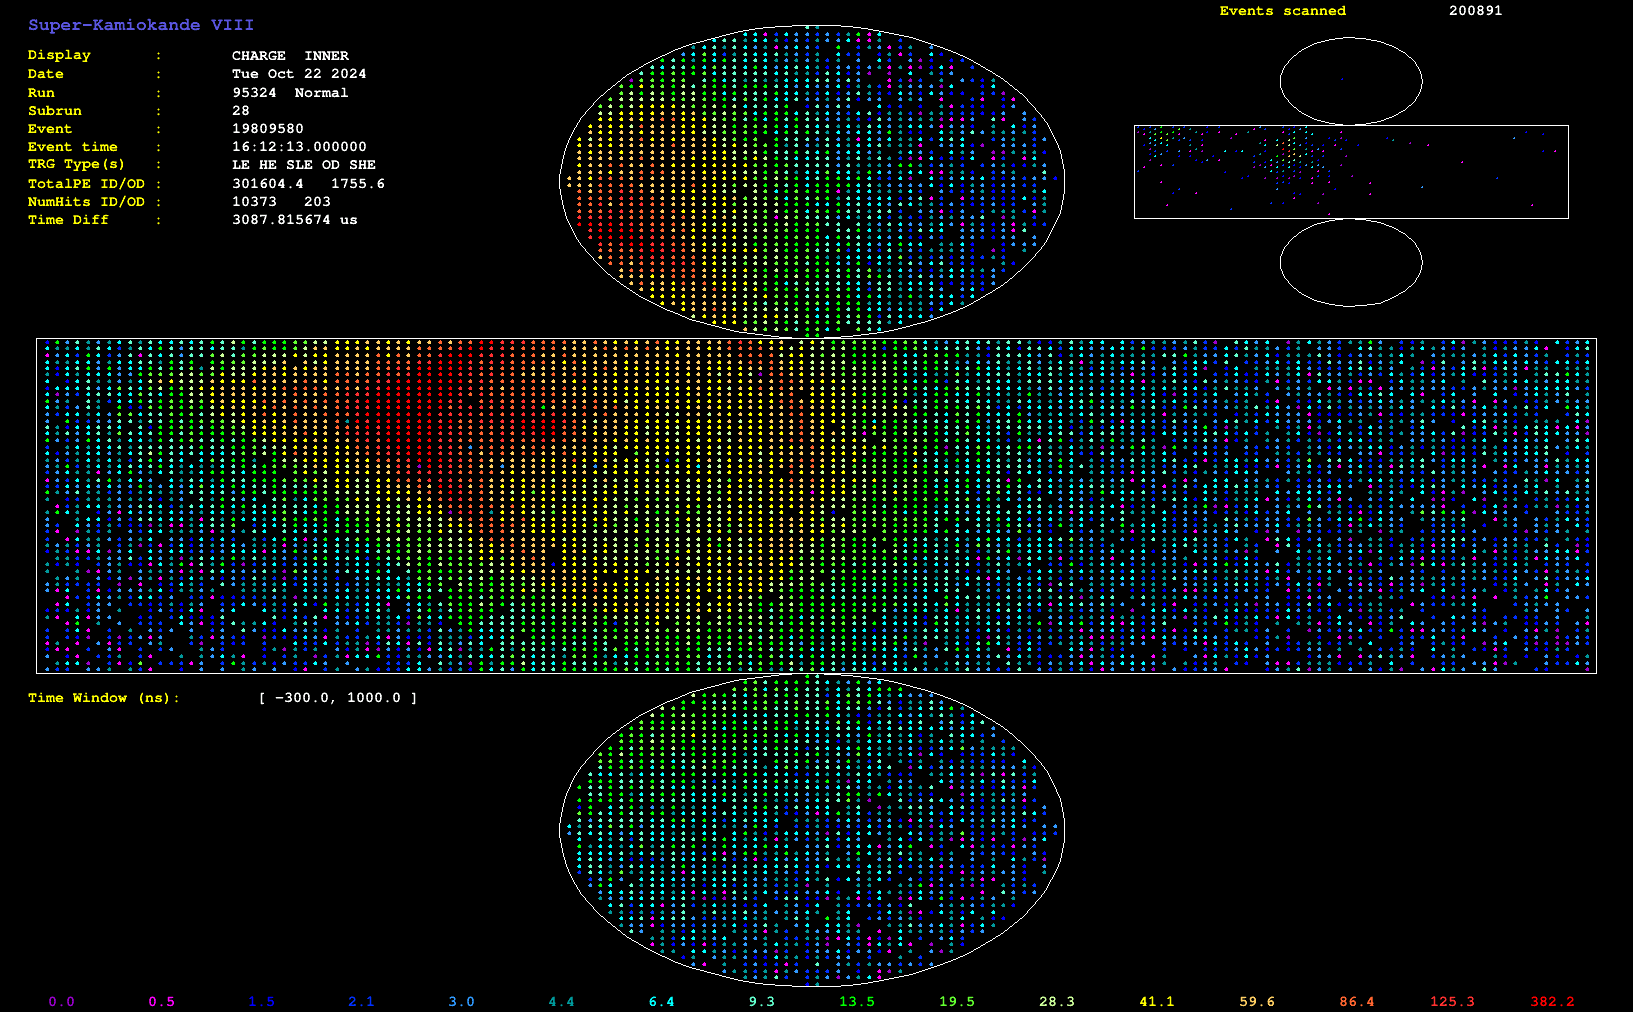 Super-Kamiokande VIII
Events scanned 200891
Display : CHARGE INNER
Date : Tue Oct 22 2024
Run : 95324 Normal
Subrun : 28
Event : 19809580
Event time : 16:12:13.000000
TRG Type(s) : LE HE SLE OD SHE
TotalPE ID/OD : 301604.4 1755.6
NumHits ID/OD : 10373 203
Time Diff : 3087.815674 us
Time Window (ns): [ −300.0, 1000.0 ]
0.0 0.5 1.5 2.1 3.0 4.4 6.4 9.3 13.5 19.5 28.3 41.1 59.6 86.4 125.3 382.2